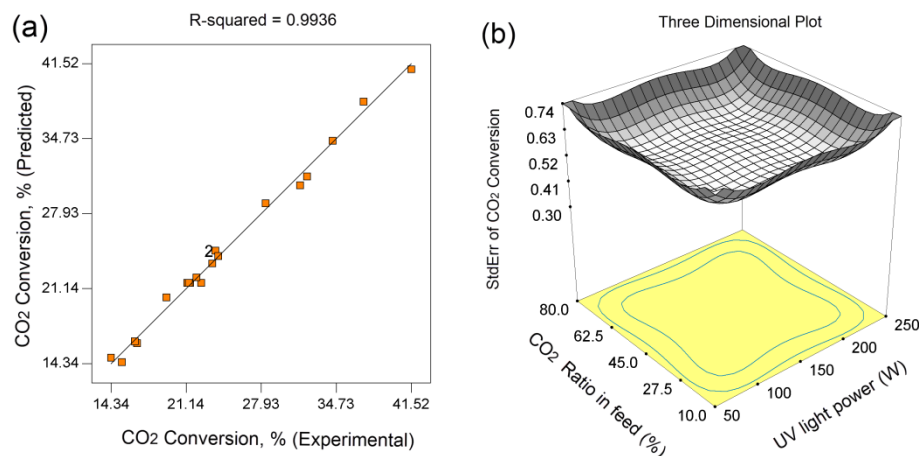 (a)
R-squared = 0.9936
CO2 Conversion, % (Predicted)
41.52
34.73
27.93
21.14
14.34
2
14.34 21.14 27.93 34.73 41.52
CO2 Conversion, % (Experimental)
(b)
Three Dimensional Plot
StdErr of CO2 Conversion
0.74
0.63
0.52
0.41
0.30
80.0
62.5
45.0
27.5
10.0
CO2 Ratio in feed (%)
50
100
150
200
250
UV light power (W)